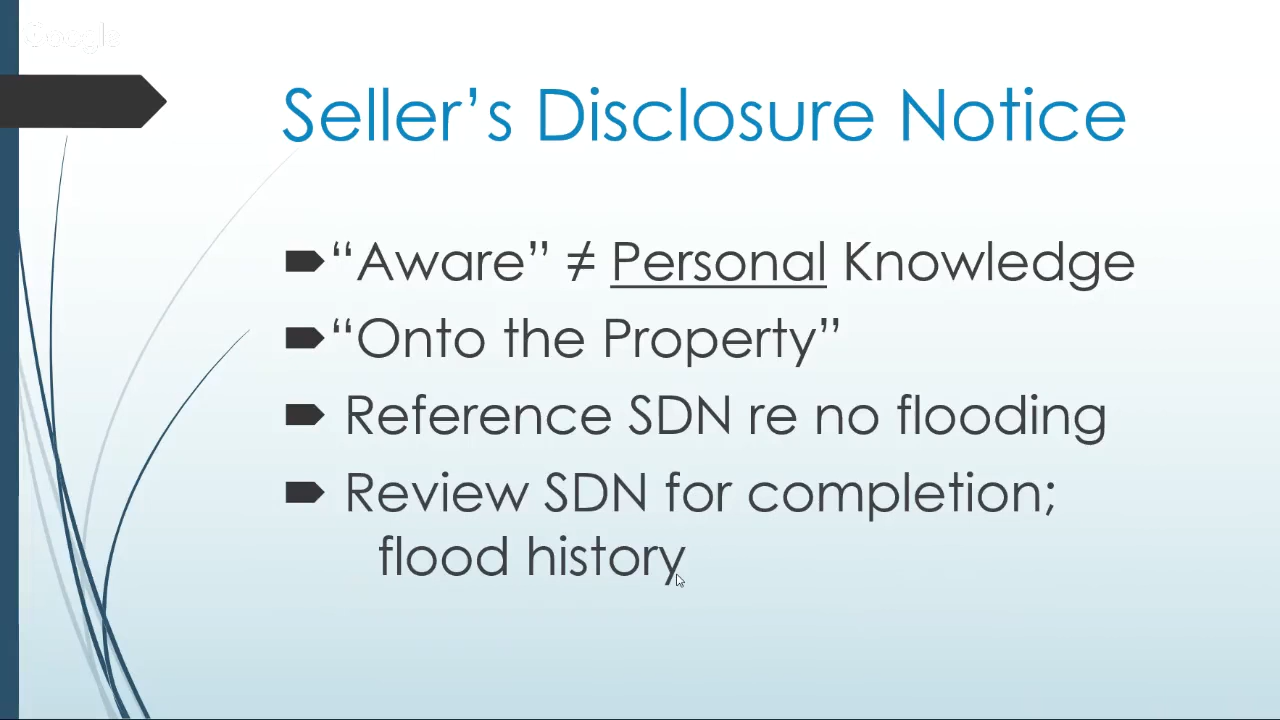 Google
Seller’s Disclosure Notice
“Aware” ≠ Personal Knowledge
“Onto the Property”
Reference SDN re no flooding
Review SDN for completion;
flood history